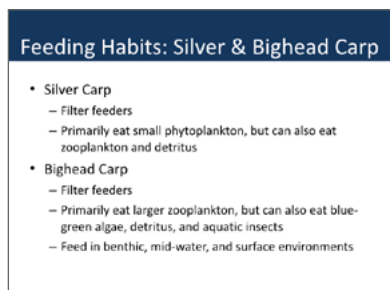 Feeding Habits: Silver & Bighead Carp
• Silver Carp
– Filter feeders
– Primarily eat small phytoplankton, but can also eat
zooplankton and detritus
• Bighead Carp
– Filter feeders
– Primarily eat larger zooplankton, but can also eat blue-
green algae, detritus, and aquatic insects
– Feed in benthic, mid-water, and surface environments